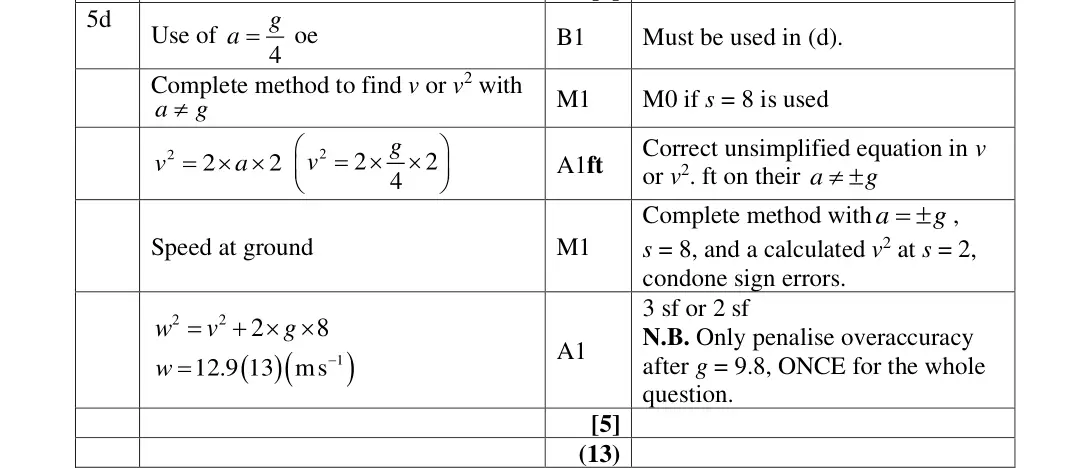 5d
Use of a = g/4 oe
B1
Must be used in (d).
Complete method to find v or v² with
a ≠ g
M1
M0 if s = 8 is used
v² = 2×a×2 (v² = 2×g/4×2)
A1ft
Correct unsimplified equation in v
or v². ft on their a ≠ ±g
Speed at ground
M1
Complete method with a = ±g ,
s = 8, and a calculated v² at s = 2,
condone sign errors.
w² = v² + 2×g×8
w = 12.9(13)(m s⁻¹)
A1
3 sf or 2 sf
N.B. Only penalise overaccuracy
after g = 9.8, ONCE for the whole
question.
[5]
(13)